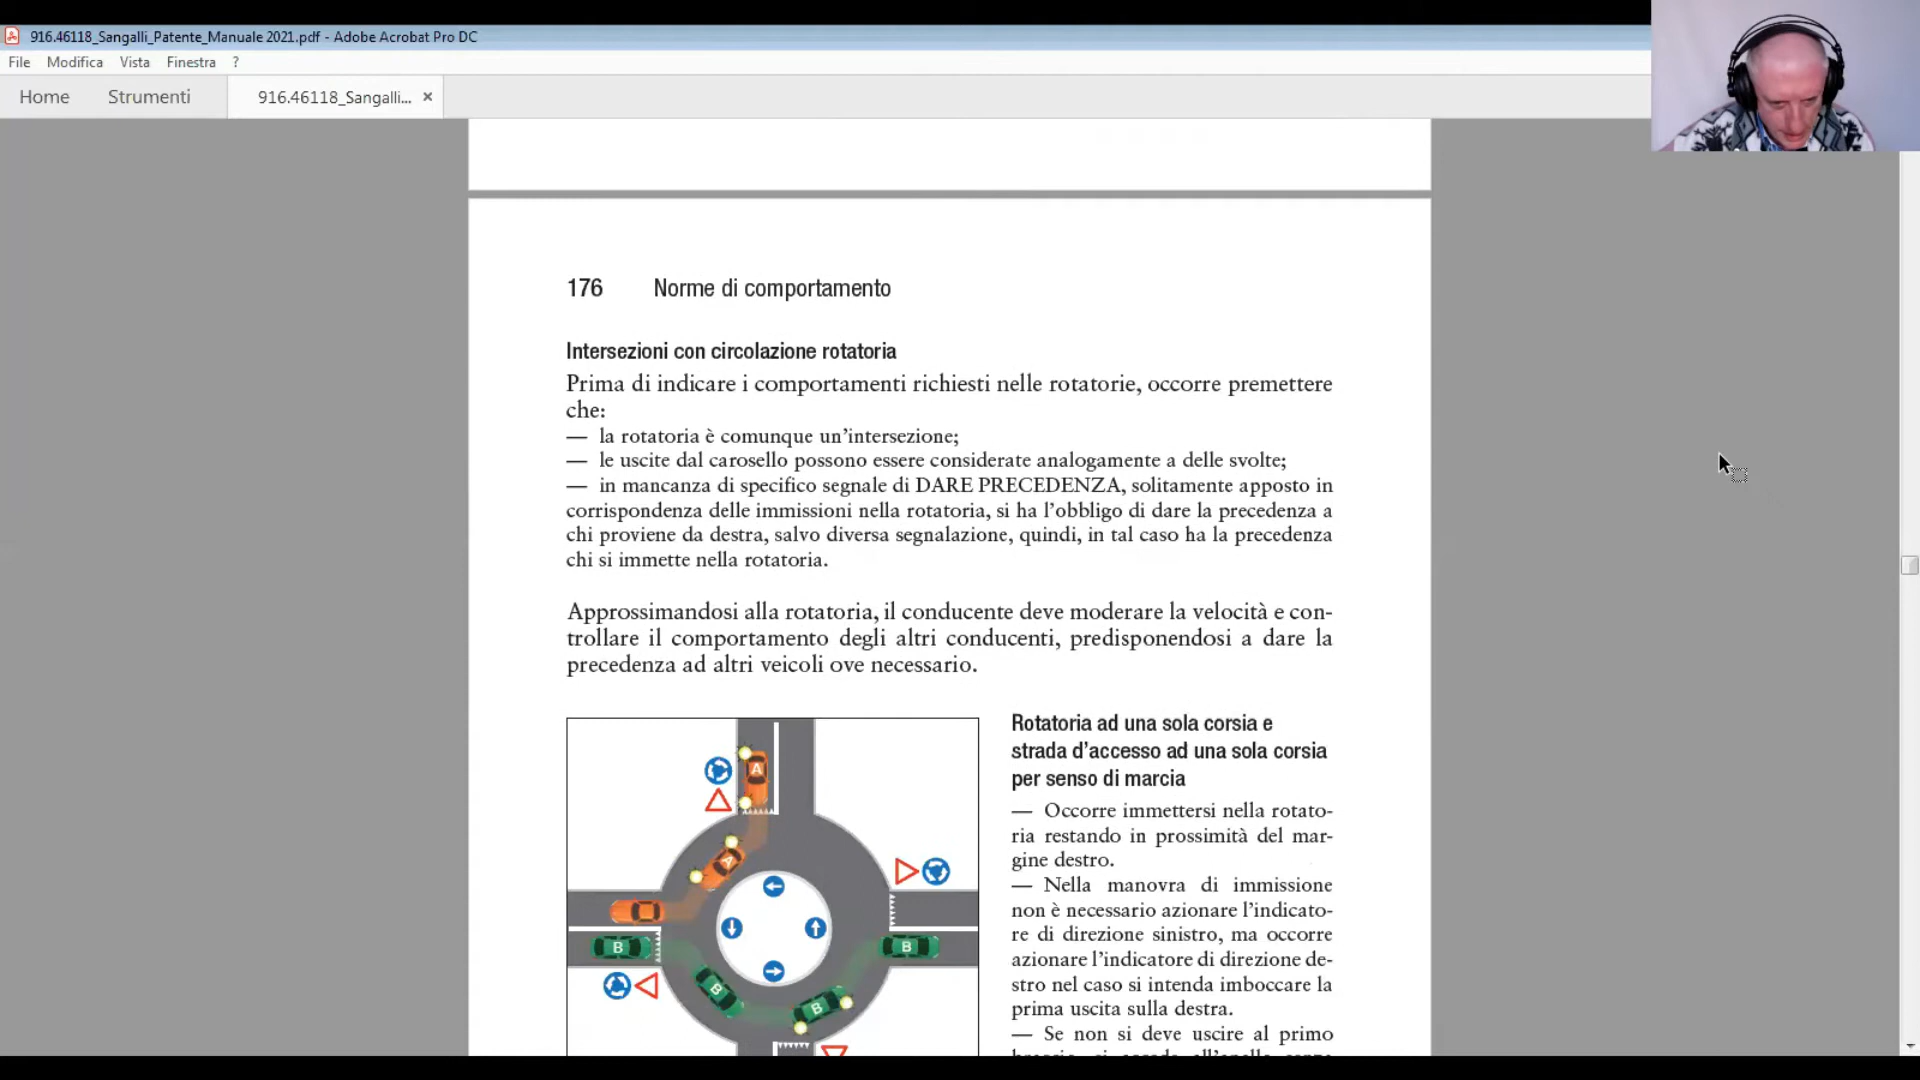 916.46118_Sangalli_Patente_Manuale 2021.pdf - Adobe Acrobat Pro DC
File Modifica Vista Finestra ?
Home Strumenti 916.46118_Sangalli... ×
176 Norme di comportamento
Intersezioni con circolazione rotatoria
Prima di indicare i comportamenti richiesti nelle rotatorie, occorre premettere
che:
— la rotatoria è comunque un'intersezione;
— le uscite dal carosello possono essere considerate analogamente a delle svolte;
— in mancanza di specifico segnale di DARE PRECEDENZA, solitamente apposto in
corrispondenza delle immissioni nella rotatoria, si ha l'obbligo di dare la precedenza a
chi proviene da destra, salvo diversa segnalazione, quindi, in tal caso ha la precedenza
chi si immette nella rotatoria.
Approssimandosi alla rotatoria, il conducente deve moderare la velocità e con-
trollare il comportamento degli altri conducenti, predisponendosi a dare la
precedenza ad altri veicoli ove necessario.
A
A
B
B
B
B
Rotatoria ad una sola corsia e
strada d'accesso ad una sola corsia
per senso di marcia
— Occorre immettersi nella rotato-
ria restando in prossimità del mar-
gine destro.
— Nella manovra di immissione
non è necessario azionare l'indicato-
re di direzione sinistro, ma occorre
azionare l'indicatore di direzione de-
stro nel caso si intenda imboccare la
prima uscita sulla destra.
— Se non si deve uscire al primo